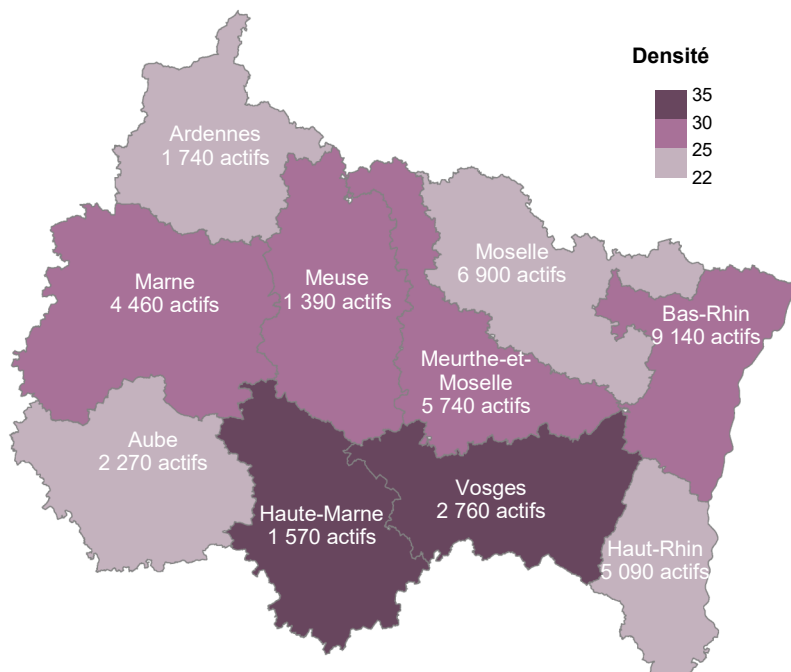 Densité
35
30
25
22
Ardennes
1 740 actifs
Marne
4 460 actifs
Meuse
1 390 actifs
Moselle
6 900 actifs
Bas-Rhin
9 140 actifs
Meurthe-et-
Moselle
5 740 actifs
Aube
2 270 actifs
Haute-Marne
1 570 actifs
Vosges
2 760 actifs
Haut-Rhin
5 090 actifs